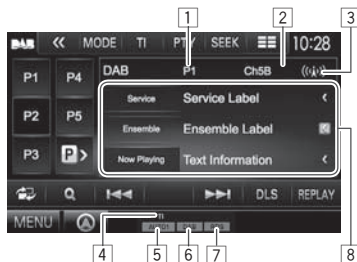 1 2 3
DAB « MODE TI PTY SEEK 10:28
P1 P4 DAB P1 Ch5B
Service Service Label
P2 P5 Ensemble Ensemble Label
P3 P > Now Playing Text Information
DLS REPLAY
MENU A TI
4 5 6 7 8